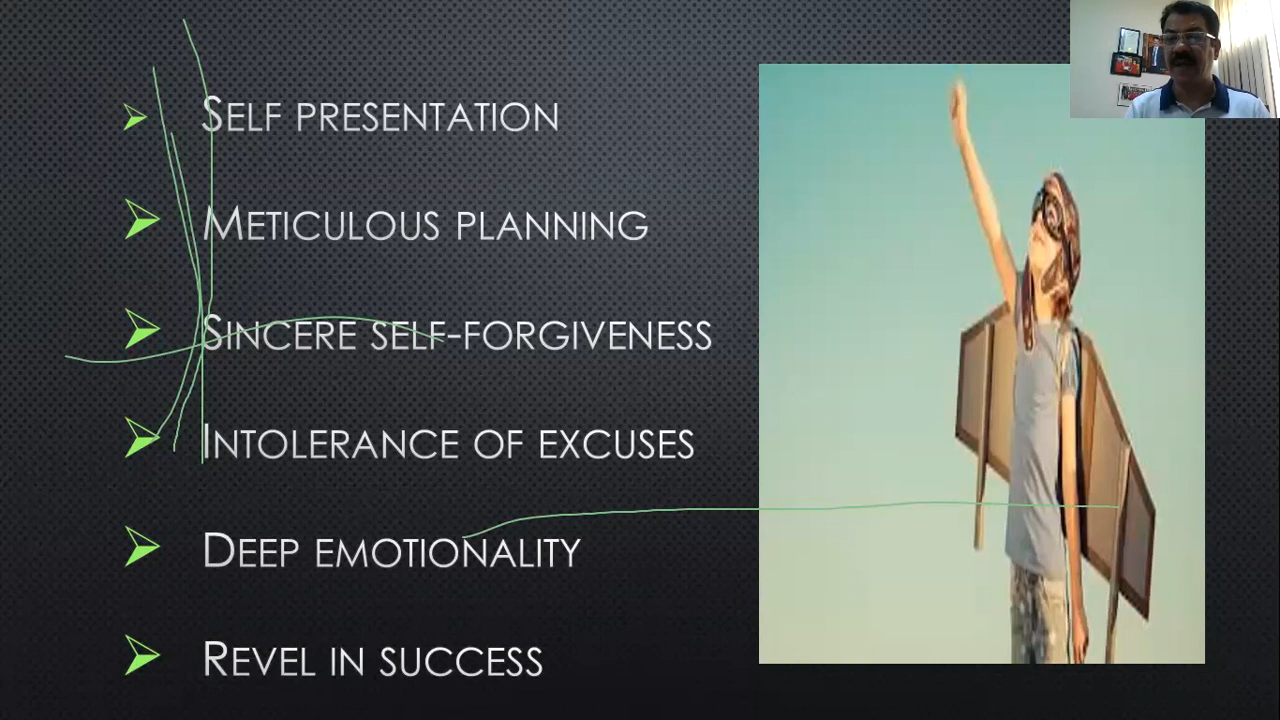 Self presentation
Meticulous planning
Sincere self-forgiveness
Intolerance of excuses
Deep emotionality
Revel in success